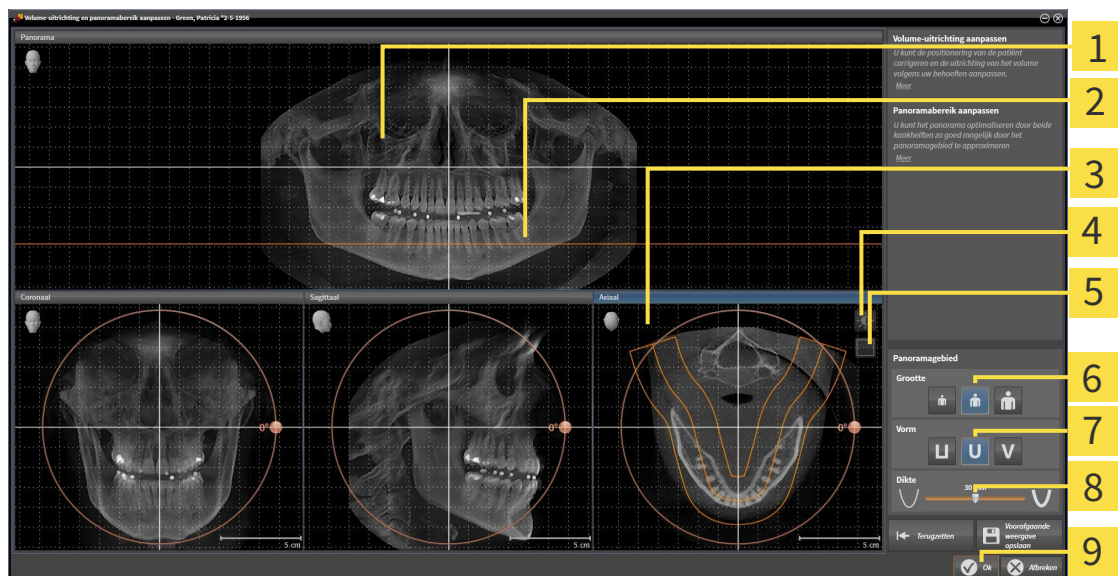 Volume-uitrichting en panoramabereik aanpassen - Green, Patricia *2-5-1956
Panorama
Volume-uitrichting aanpassen
U kunt de positionering van de patiënt
corrigeren en de uitrichting van het volume
volgens uw behoeften aanpassen.
Meer
Panoramabereik aanpassen
U kunt het panorama optimaliseren door beide
kaakhelften zo goed mogelijk door het
panoramagebied te approximeren
Meer
Coronaal
Sagittaal
Axiaal
0°
0°
0°
5 cm
5 cm
5 cm
Panoramagebied
Grootte
Vorm
Dikte
Terugzetten
Voorafgaande
weergave
opslaan
Ok
Afbreken
1
2
3
4
5
6
7
8
9